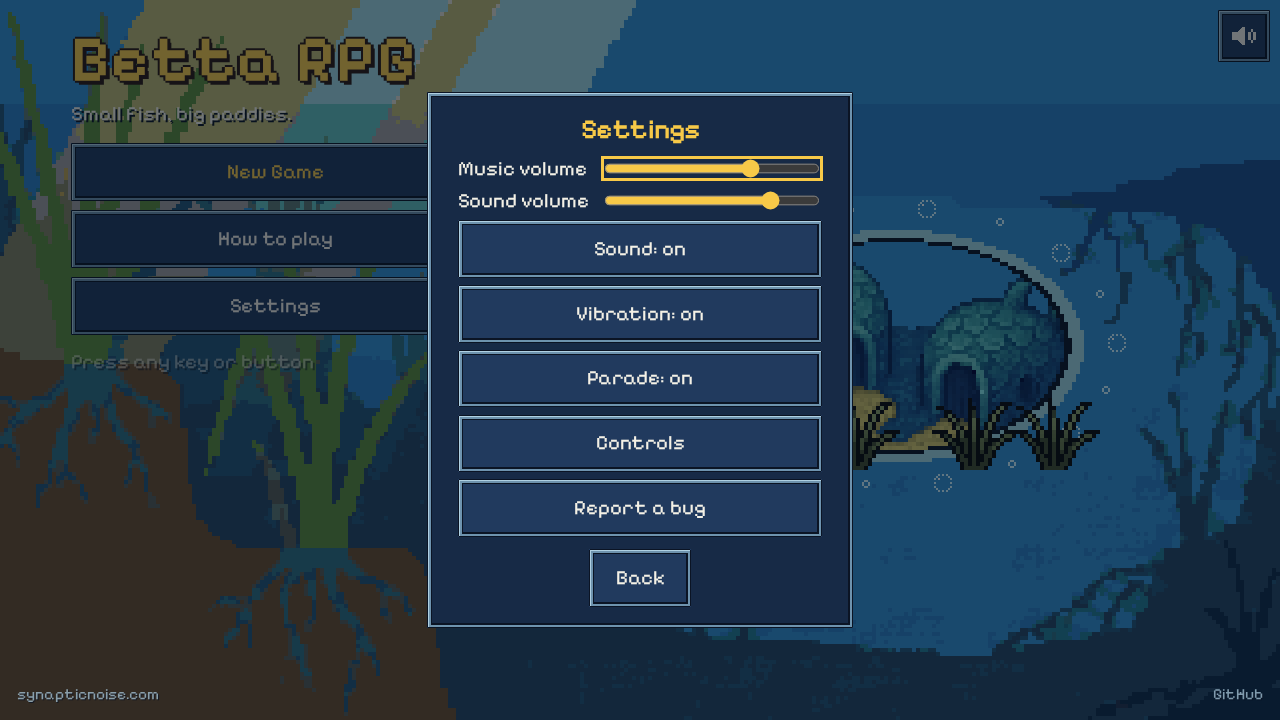 Betta RPG
Small fish, big paddies.
New Game
How to play
Settings
Press any key or button
Settings
Music volume
Sound volume
Sound: on
Vibration: on
Parade: on
Controls
Report a bug
Back
synapticnoise.com
GitHub